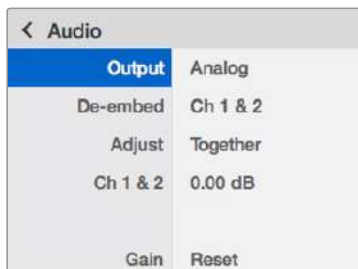 < Audio
Output Analog
De-embed Ch 1 & 2
Adjust Together
Ch 1 & 2 0.00 dB
Gain Reset